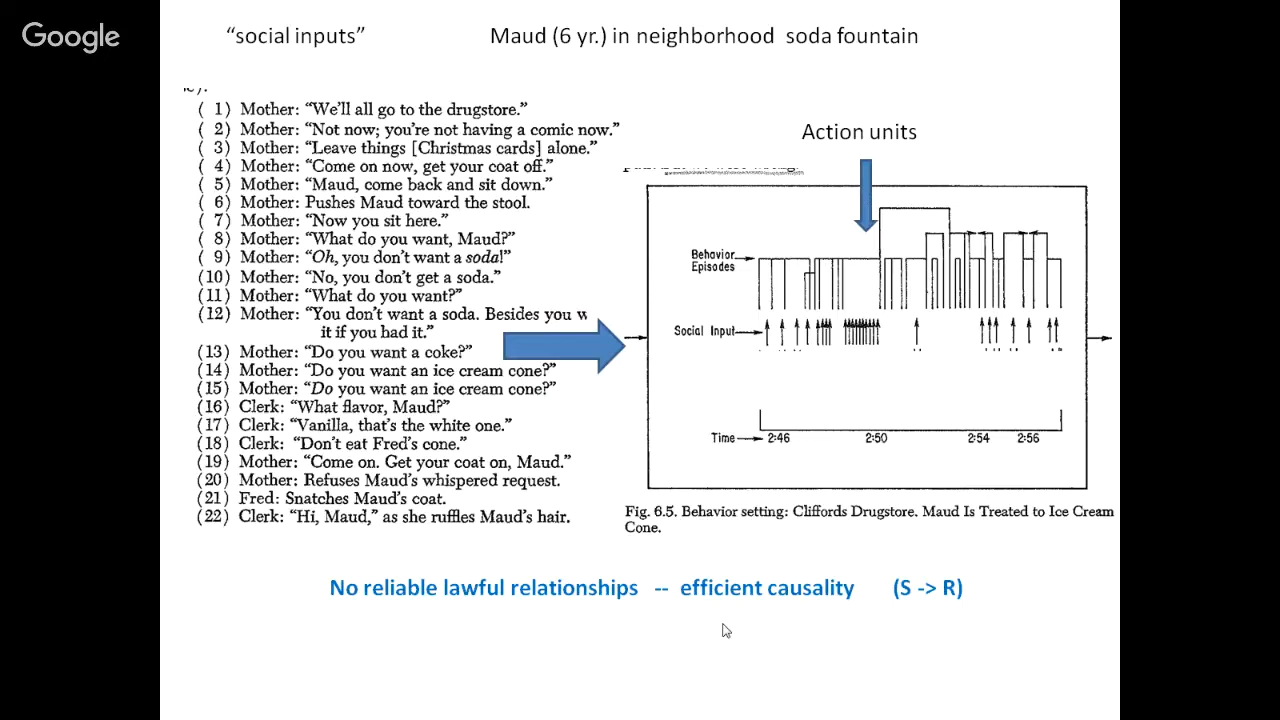 Google
“social inputs” Maud (6 yr.) in neighborhood soda fountain
( 1) Mother: “We’ll all go to the drugstore.”
( 2) Mother: “Not now; you’re not having a comic now.”
( 3) Mother: “Leave things [Christmas cards] alone.”
( 4) Mother: “Come on now, get your coat off.”
( 5) Mother: “Maud, come back and sit down.”
( 6) Mother: Pushes Maud toward the stool.
( 7) Mother: “Now you sit here.”
( 8) Mother: “What do you want, Maud?”
( 9) Mother: “Oh, you don’t want a soda!”
(10) Mother: “No, you don’t get a soda.”
(11) Mother: “What do you want?”
(12) Mother: “You don’t want a soda. Besides you w
it if you had it.”
(13) Mother: “Do you want a coke?”
(14) Mother: “Do you want an ice cream cone?”
(15) Mother: “Do you want an ice cream cone?”
(16) Clerk: “What flavor, Maud?”
(17) Clerk: “Vanilla, that’s the white one.”
(18) Clerk: “Don’t eat Fred’s cone.”
(19) Mother: “Come on. Get your coat on, Maud.”
(20) Mother: Refuses Maud’s whispered request.
(21) Fred: Snatches Maud’s coat.
(22) Clerk: “Hi, Maud,” as she ruffles Maud’s hair.
Action units
Behavior
Episodes
Social Input
Time 2:46 2:50 2:54 2:56
Fig. 6.5. Behavior setting: Cliffords Drugstore. Maud Is Treated to Ice Cream
Cone.
No reliable lawful relationships -- efficient causality (S -> R)